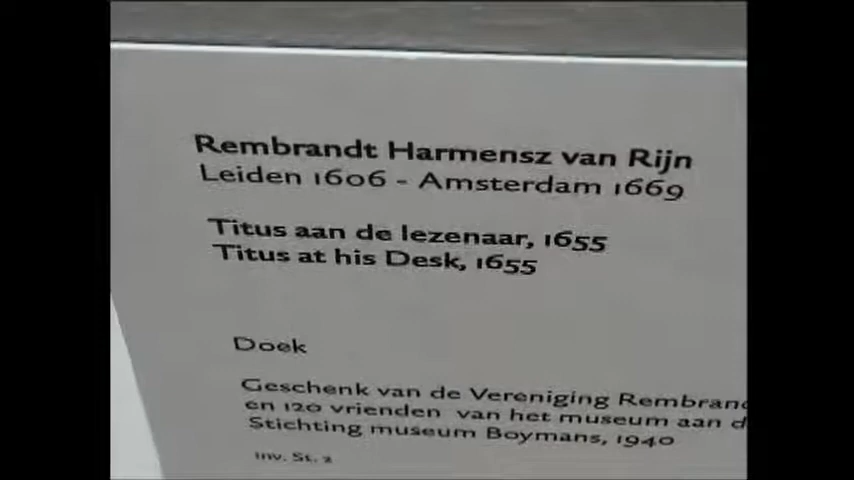 Rembrandt Harmensz van Rijn
Leiden 1606 - Amsterdam 1669
Titus aan de lezenaar, 1655
Titus at his Desk, 1655
Doek
Geschenk van de Vereniging
en 120 vrienden van het museum aan
Stichting museum Boymans, 1940
Inv. St. 2